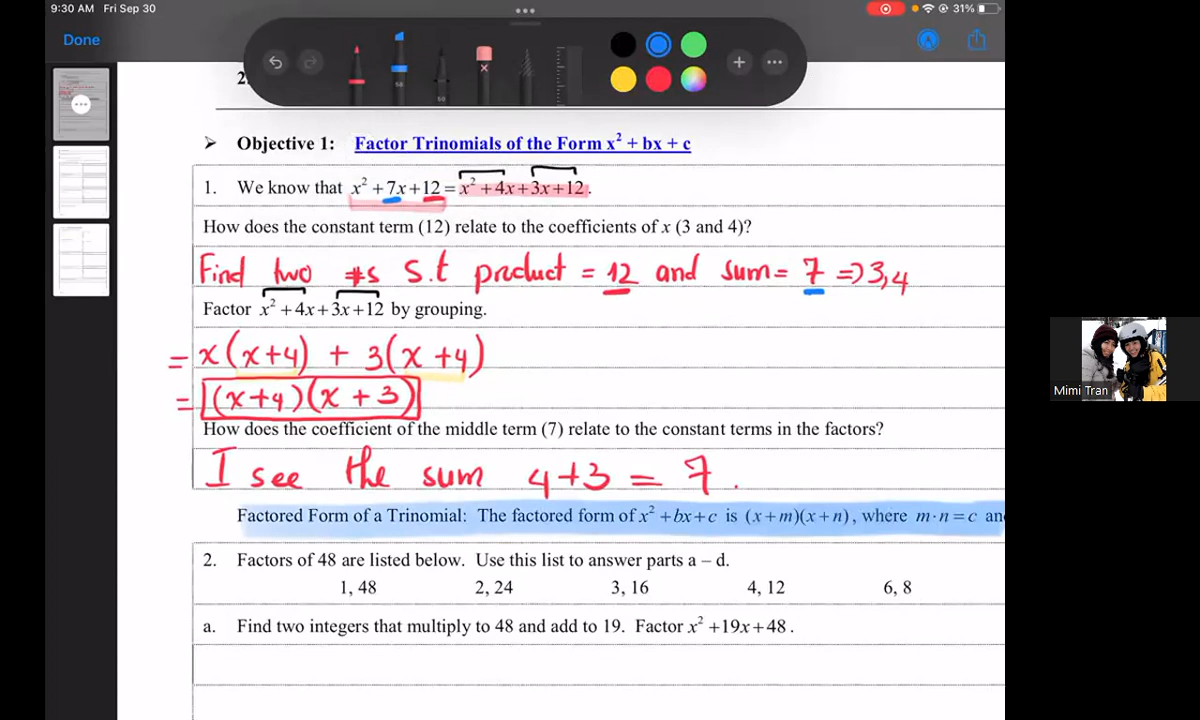 9:30 AM Fri Sep 30
31%
Done
2.
50
50
➢ Objective 1: Factor Trinomials of the Form x² + bx + c
1. We know that x² + 7x + 12 = x² + 4x + 3x + 12.
How does the constant term (12) relate to the coefficients of x (3 and 4)?
Find two #s s.t product = 12 and sum = 7 => 3,4
Factor x² + 4x + 3x + 12 by grouping.
= x(x+4) + 3(x+4)
= (x+4)(x+3)
How does the coefficient of the middle term (7) relate to the constant terms in the factors?
I see the sum 4+3 = 7.
Factored Form of a Trinomial: The factored form of x² + bx + c is (x+m)(x+n), where m·n = c an
2. Factors of 48 are listed below. Use this list to answer parts a – d.
1, 48 2, 24 3, 16 4, 12 6, 8
a. Find two integers that multiply to 48 and add to 19. Factor x² + 19x + 48.
Mimi Tran